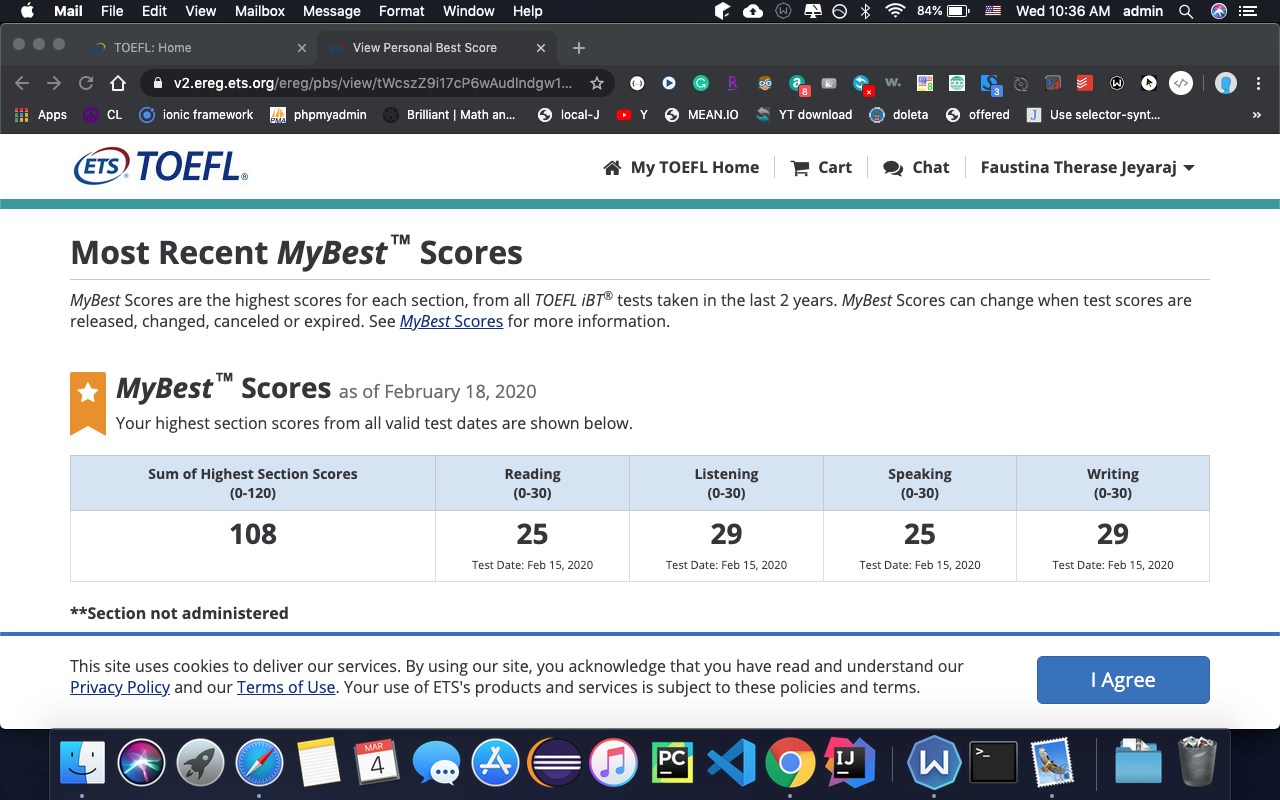 Mail File Edit View Mailbox Message Format Window Help 84% Wed 10:36 AM admin
TOEFL: Home View Personal Best Score
v2.ereg.ets.org/ereg/pbs/view/tWcszZ9i17cP6wAudIndgw1...
Apps CL ionic framework phpmyadmin Brilliant | Math an... local-J Y MEAN.IO YT download doleta offered Use selector-synt... »
ETS TOEFL® My TOEFL Home Cart Chat Faustina Therase Jeyaraj
Most Recent MyBest™ Scores
MyBest Scores are the highest scores for each section, from all TOEFL iBT® tests taken in the last 2 years. MyBest Scores can change when test scores are
released, changed, canceled or expired. See MyBest Scores for more information.
MyBest™ Scores as of February 18, 2020
Your highest section scores from all valid test dates are shown below.
Sum of Highest Section Scores Reading Listening Speaking Writing
(0-120) (0-30) (0-30) (0-30) (0-30)
108 25 29 25 29
Test Date: Feb 15, 2020 Test Date: Feb 15, 2020 Test Date: Feb 15, 2020 Test Date: Feb 15, 2020
**Section not administered
This site uses cookies to deliver our services. By using our site, you acknowledge that you have read and understand our
Privacy Policy and our Terms of Use. Your use of ETS's products and services is subject to these policies and terms.
I Agree
MAR
4
PC
IJ
W